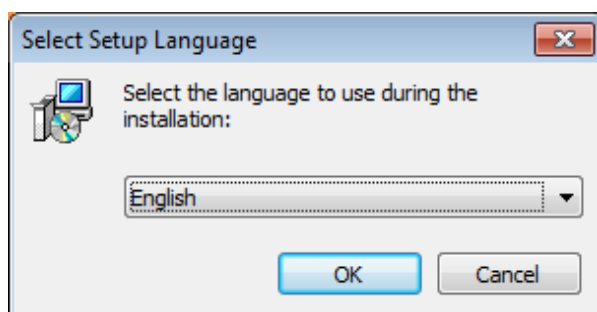 Select Setup Language
Select the language to use during the
installation:
English
OK
Cancel